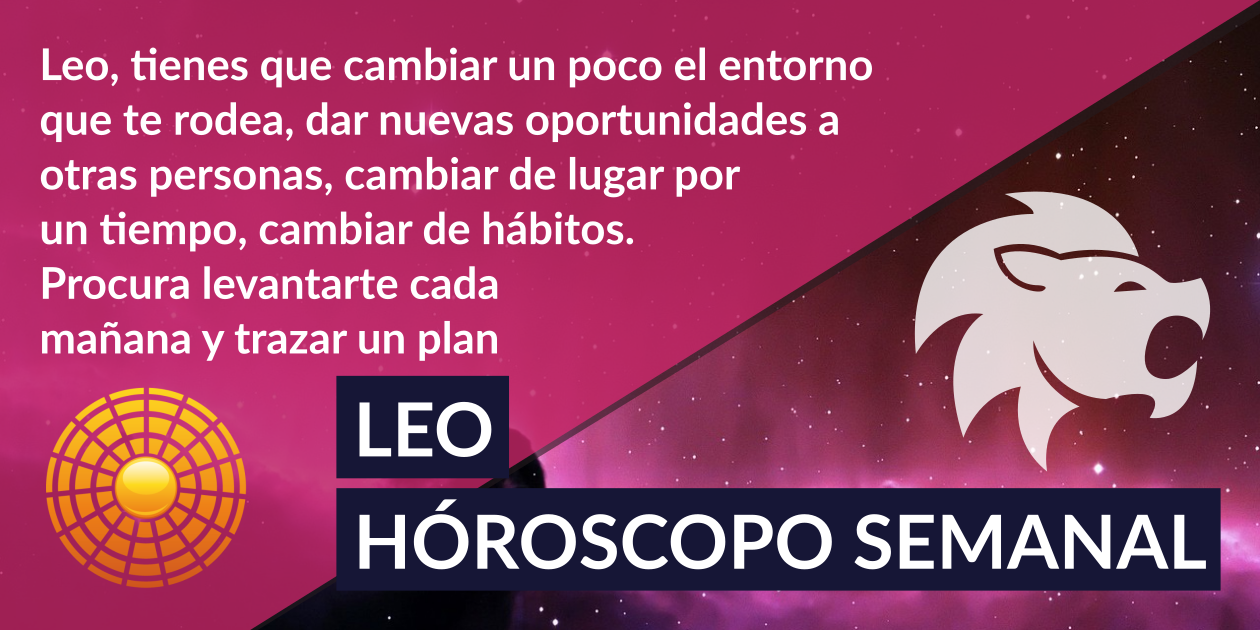 Leo, tienes que cambiar un poco el entorno
que te rodea, dar nuevas oportunidades a
otras personas, cambiar de lugar por
un tiempo, cambiar de hábitos.
Procura levantarte cada
mañana y trazar un plan
LEO
HÓROSCOPO SEMANAL